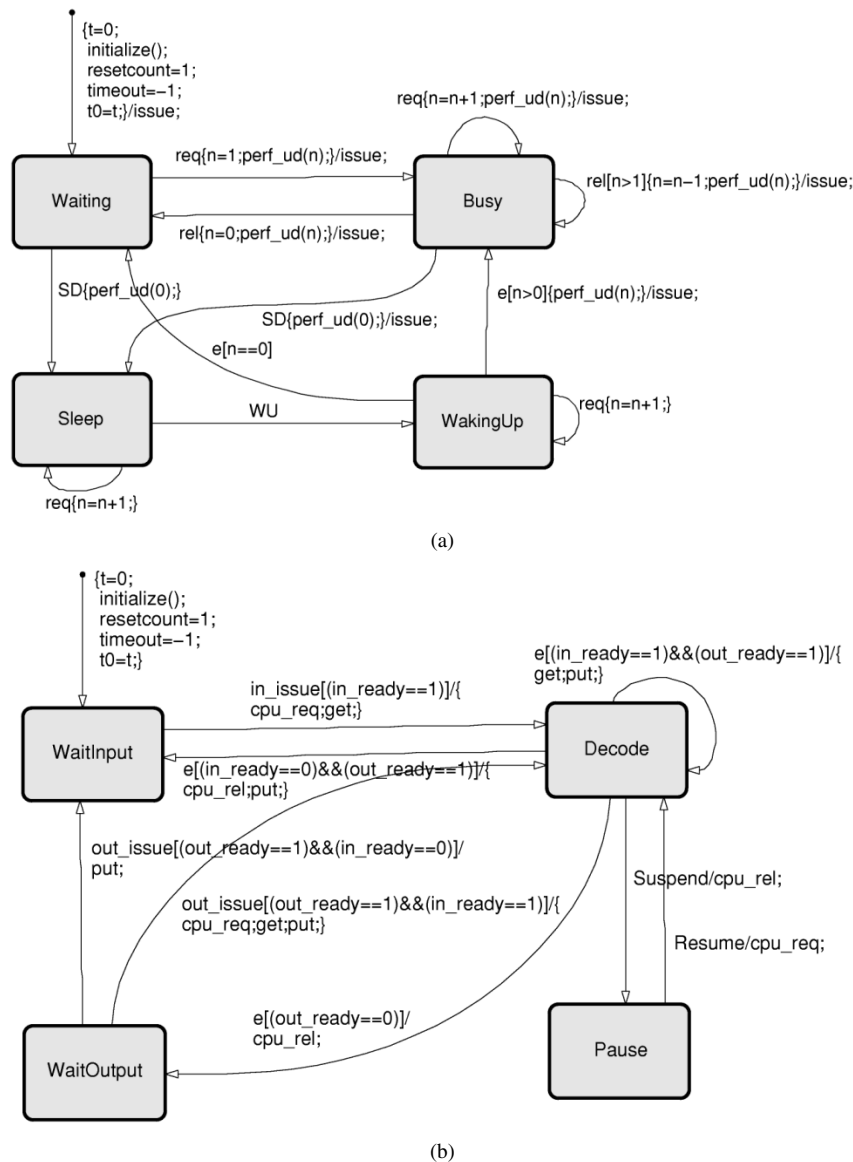 {t=0;
initialize();
resetcount=1;
timeout=−1;
t0=t;}/issue;
req{n=n+1;perf_ud(n);}/issue;
req{n=1;perf_ud(n);}/issue;
Waiting
Busy
rel[n>1]{n=n−1;perf_ud(n);}/issue;
rel{n=0;perf_ud(n);}/issue;
SD{perf_ud(0);}
e[n>0]{perf_ud(n);}/issue;
SD{perf_ud(0);}/issue;
e[n==0]
Sleep
WU
WakingUp
req{n=n+1;}
req{n=n+1;}
(a)
{t=0;
initialize();
resetcount=1;
timeout=−1;
t0=t;}
e[(in_ready==1)&&(out_ready==1)]/{
get;put;}
in_issue[(in_ready==1)]/{
cpu_req;get;}
WaitInput
Decode
e[(in_ready==0)&&(out_ready==1)]/{
cpu_rel;put;}
out_issue[(out_ready==1)&&(in_ready==0)]/
put;
Suspend/cpu_rel;
out_issue[(out_ready==1)&&(in_ready==1)]/{
cpu_req;get;put;}
Resume/cpu_req;
e[(out_ready==0)]/
cpu_rel;
WaitOutput
Pause
(b)